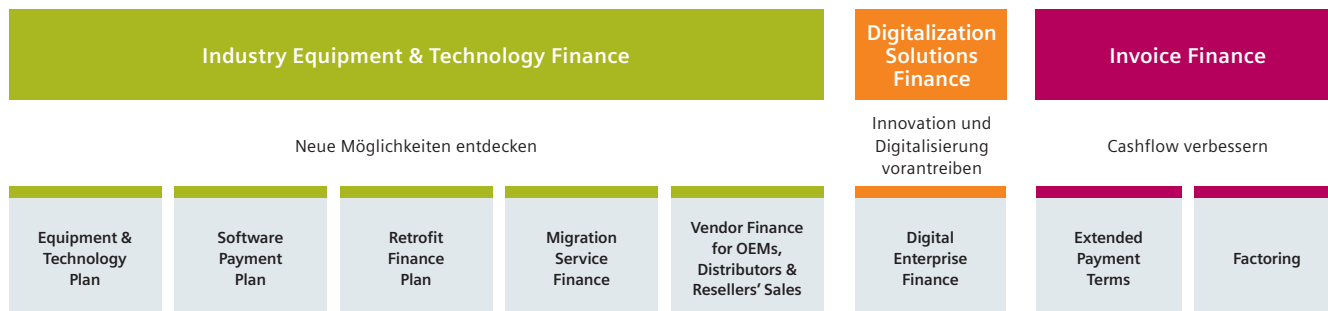 Industry Equipment & Technology Finance
Digitalization
Solutions
Finance
Invoice Finance
Neue Möglichkeiten entdecken
Innovation und
Digitalisierung
vorantreiben
Cashflow verbessern
Equipment &
Technology
Plan
Software
Payment
Plan
Retrofit
Finance
Plan
Migration
Service
Finance
Vendor Finance
for OEMs,
Distributors &
Resellers’ Sales
Digital
Enterprise
Finance
Extended
Payment
Terms
Factoring